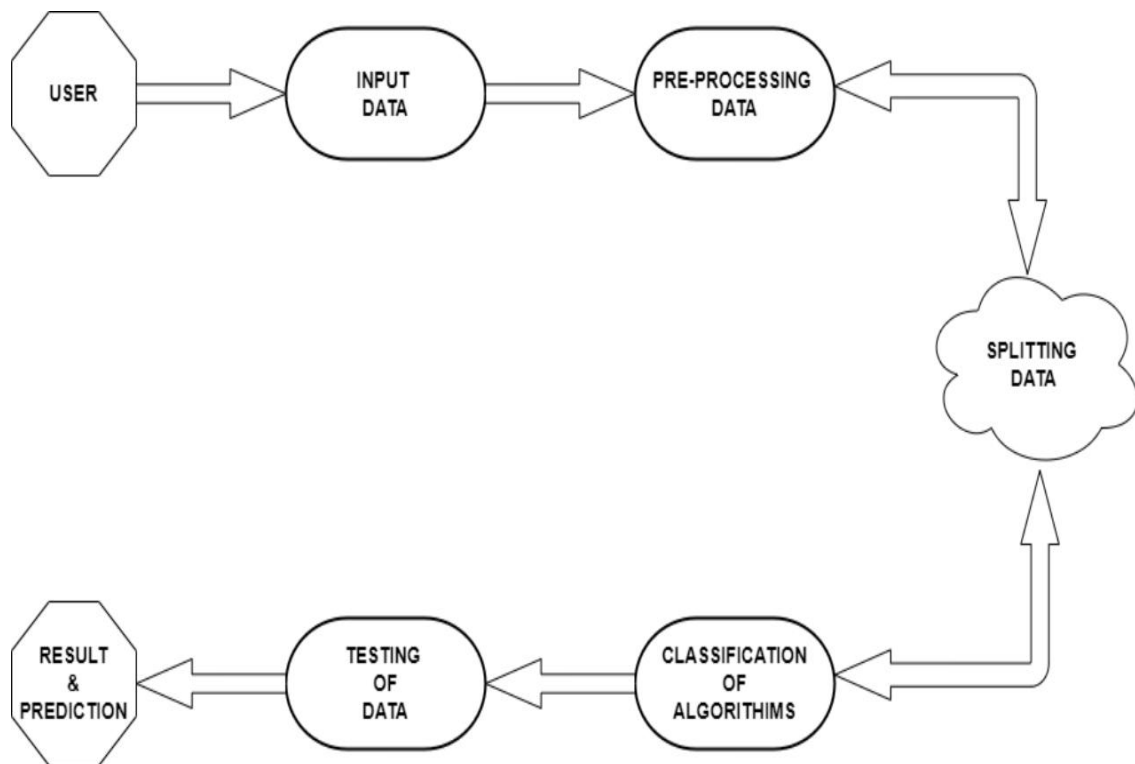 USER
INPUT
DATA
PRE-PROCESSING
DATA
SPLITTING
DATA
CLASSIFICATION
OF
ALGORITHIMS
TESTING
OF
DATA
RESULT
&
PREDICTION